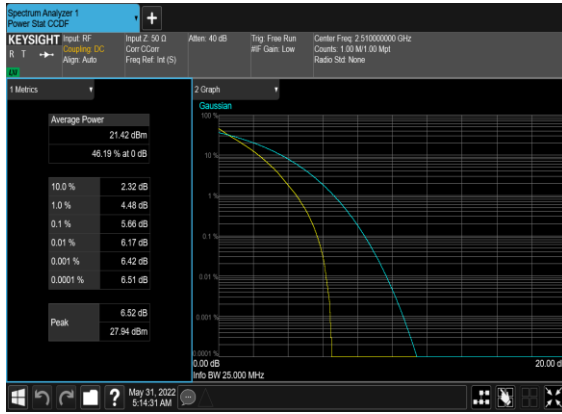 Spectrum Analyzer 1
Power Stat CCDF
KEYSIGHT
R T
LXI
Input: RF
Coupling: DC
Align: Auto
Input Z: 50 Ω
Corr CCorr
Freq Ref: Int (S)
Atten: 40 dB
Trig: Free Run
#IF Gain: Low
Center Freq: 2.510000000 GHz
Counts: 1.00 M/1.00 Mpt
Radio Std: None
1 Metrics
Average Power
21.42 dBm
46.19 % at 0 dB
10.0 % 2.32 dB
1.0 % 4.48 dB
0.1 % 5.66 dB
0.01 % 6.17 dB
0.001 % 6.42 dB
0.0001 % 6.51 dB
Peak
6.52 dB
27.94 dBm
2 Graph
Gaussian
100 %
10 %
1 %
0.1 %
0.01 %
0.001 %
0.0001 %
0.00 dB
20.00 dB
Info BW 25.000 MHz
?
May 31, 2022
5:14:31 AM